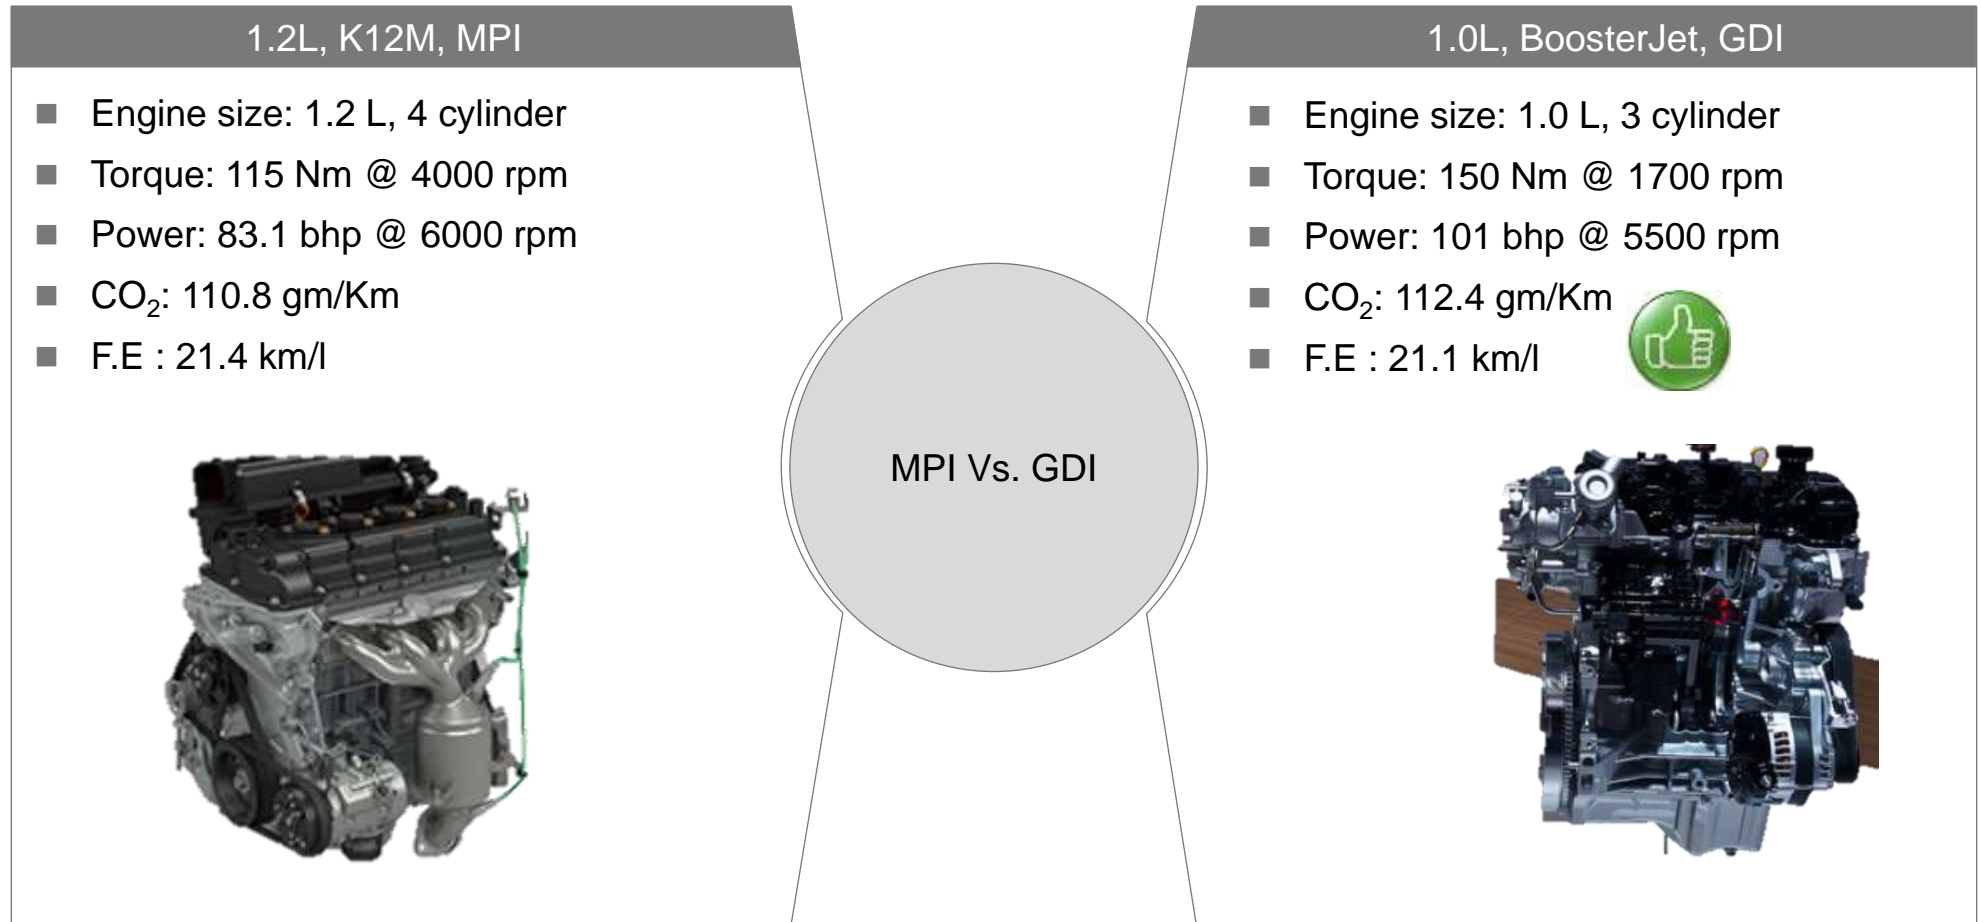 1.2L, K12M, MPI
Engine size: 1.2 L, 4 cylinder
Torque: 115 Nm @ 4000 rpm
Power: 83.1 bhp @ 6000 rpm
CO₂: 110.8 gm/Km
F.E : 21.4 km/l
MPI Vs. GDI
1.0L, BoosterJet, GDI
Engine size: 1.0 L, 3 cylinder
Torque: 150 Nm @ 1700 rpm
Power: 101 bhp @ 5500 rpm
CO₂: 112.4 gm/Km
F.E : 21.1 km/l